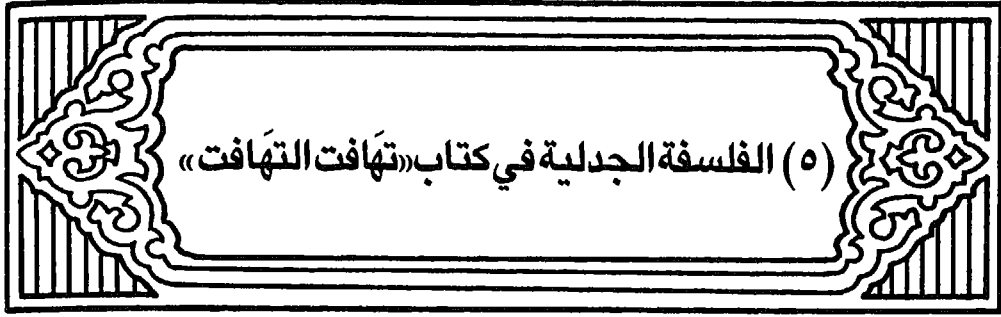 (٥) الفلسفة الجدلية في كتاب «تهَافت التهَافت»